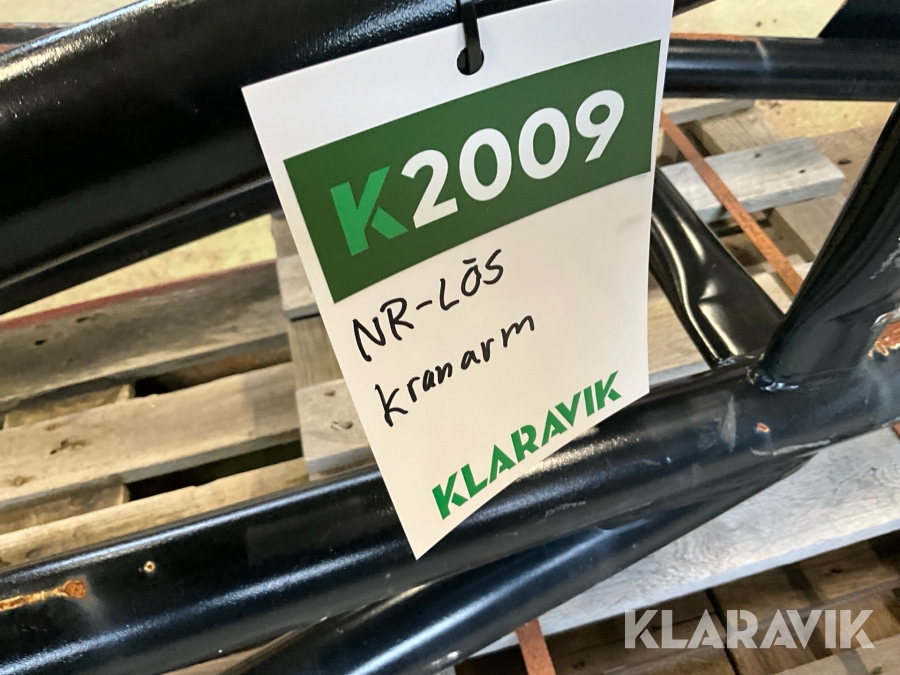 K2009
NR-LÖS
kranarm
KLARAVIK
KLARAVIK